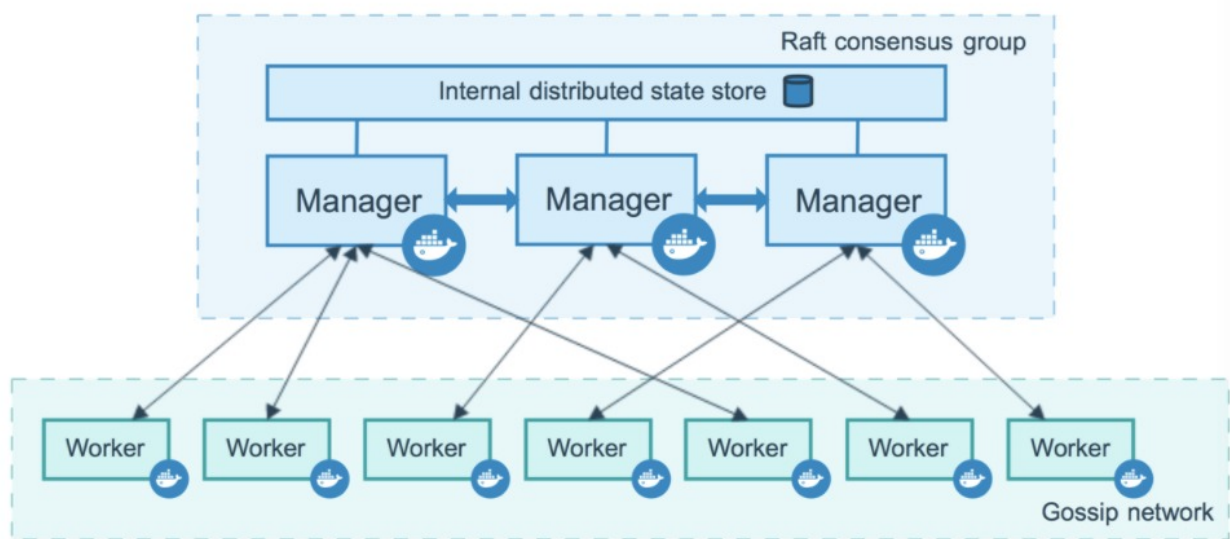 Raft consensus group
Internal distributed state store
Manager
Manager
Manager
Worker
Worker
Worker
Worker
Worker
Worker
Worker
Gossip network